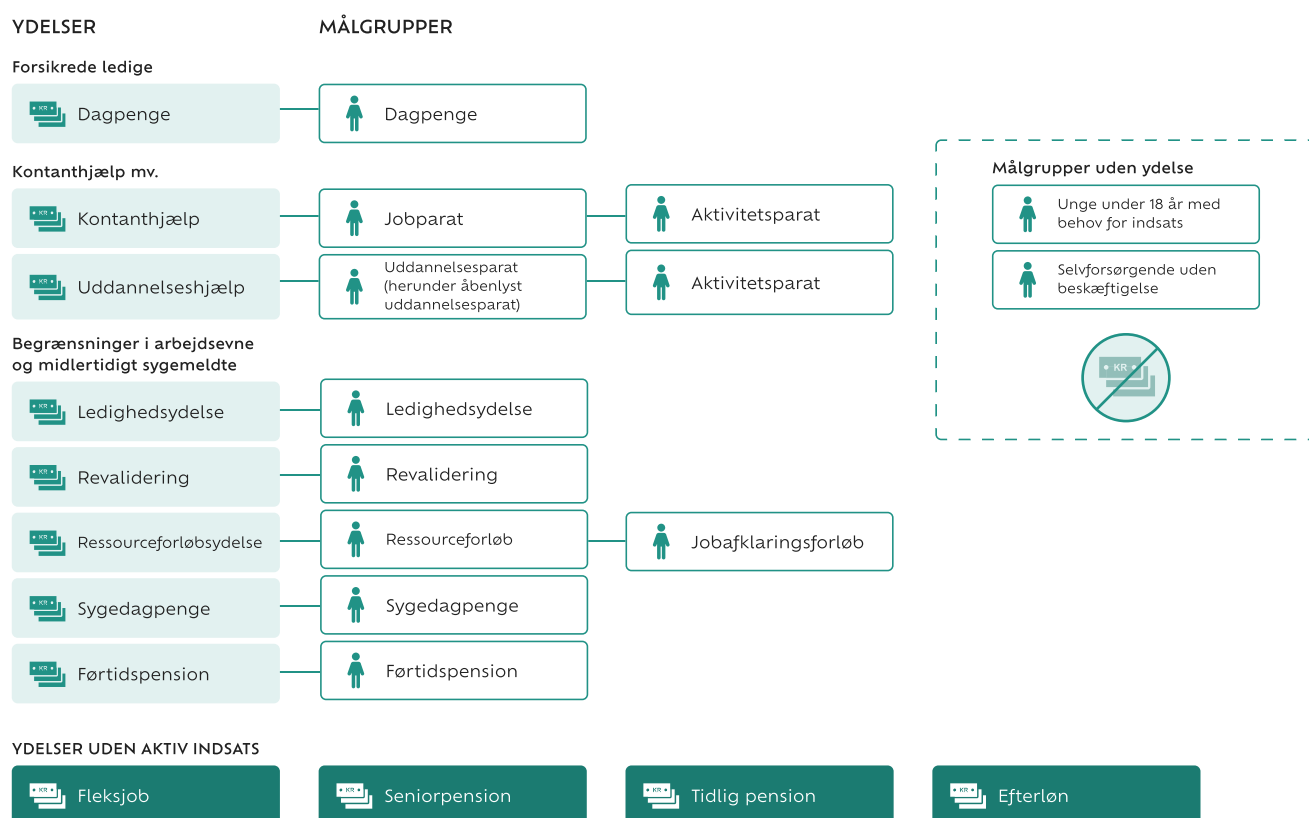 YDELSER
MÅLGRUPPER
Forsikrede ledige
KR
Dagpenge
Dagpenge
Kontanthjælp mv.
KR
Kontanthjælp
Jobparat
Aktivitetsparat
KR
Uddannelseshjælp
Uddannelsesparat
(herunder åbenlyst
uddannelsesparat)
Aktivitetsparat
Begrænsninger i arbejdsevne
og midlertidigt sygemeldte
KR
Ledighedsydelse
Ledighedsydelse
KR
Revalidering
Revalidering
KR
Ressourceforløbsydelse
Ressourceforløb
Jobafklaringsforløb
KR
Sygedagpenge
Sygedagpenge
KR
Førtidspension
Førtidspension
Målgrupper uden ydelse
Unge under 18 år med
behov for indsats
Selvforsørgende uden
beskæftigelse
KR
YDELSER UDEN AKTIV INDSATS
KR
Fleksjob
KR
Seniorpension
KR
Tidlig pension
KR
Efterløn